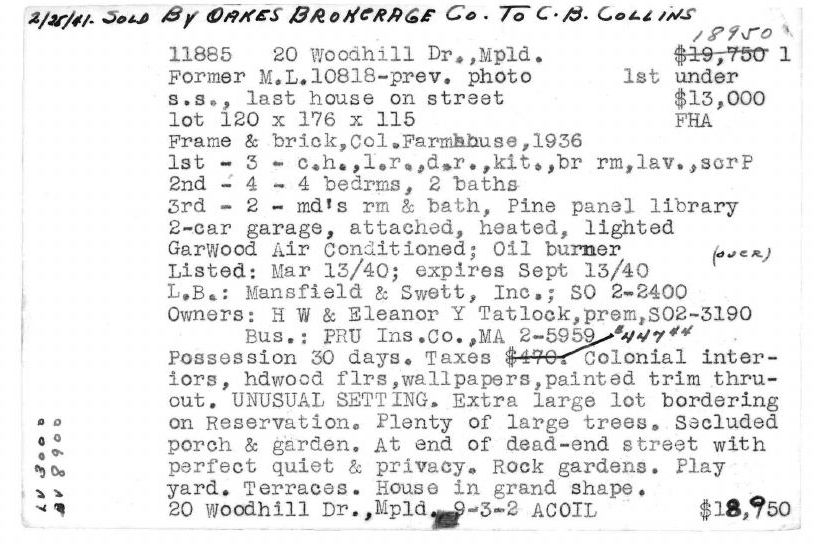 2/25/41. SOLD BY OAKES BROKERAGE CO. TO C. B. COLLINS
18950
11885 20 Woodhill Dr.,Mpld. $19,750 1
Former M.L.10818-prev. photo 1st under
s.s., last house on street $13,000
lot 120 x 176 x 115 FHA
Frame & brick,Col.Farmhouse,1936
1st - 3 - c.h.,l.r.,d.r.,kit.,br rm,lav.,scrP
2nd - 4 - 4 bedrms, 2 baths
3rd - 2 - md's rm & bath, Pine panel library
2-car garage, attached, heated, lighted
GarWood Air Conditioned; Oil burner (OVER)
Listed: Mar 13/40; expires Sept 13/40
L.B.: Mansfield & Swett, Inc.; SO 2-2400
Owners: H W & Eleanor Y Tatlock,prem,SO2-3190
Bus.: PRU Ins.Co.,MA 2-5959 $447 44
Possession 30 days. Taxes $470. Colonial inter-
iors, hdwood flrs,wallpapers,painted trim thru-
out. UNUSUAL SETTING. Extra large lot bordering
on Reservation. Plenty of large trees. Secluded
porch & garden. At end of dead-end street with
perfect quiet & privacy. Rock gardens. Play
yard. Terraces. House in grand shape.
20 Woodhill Dr.,Mpld. 9-3-2 ACOIL $18,950
LV 3000
BV 8900